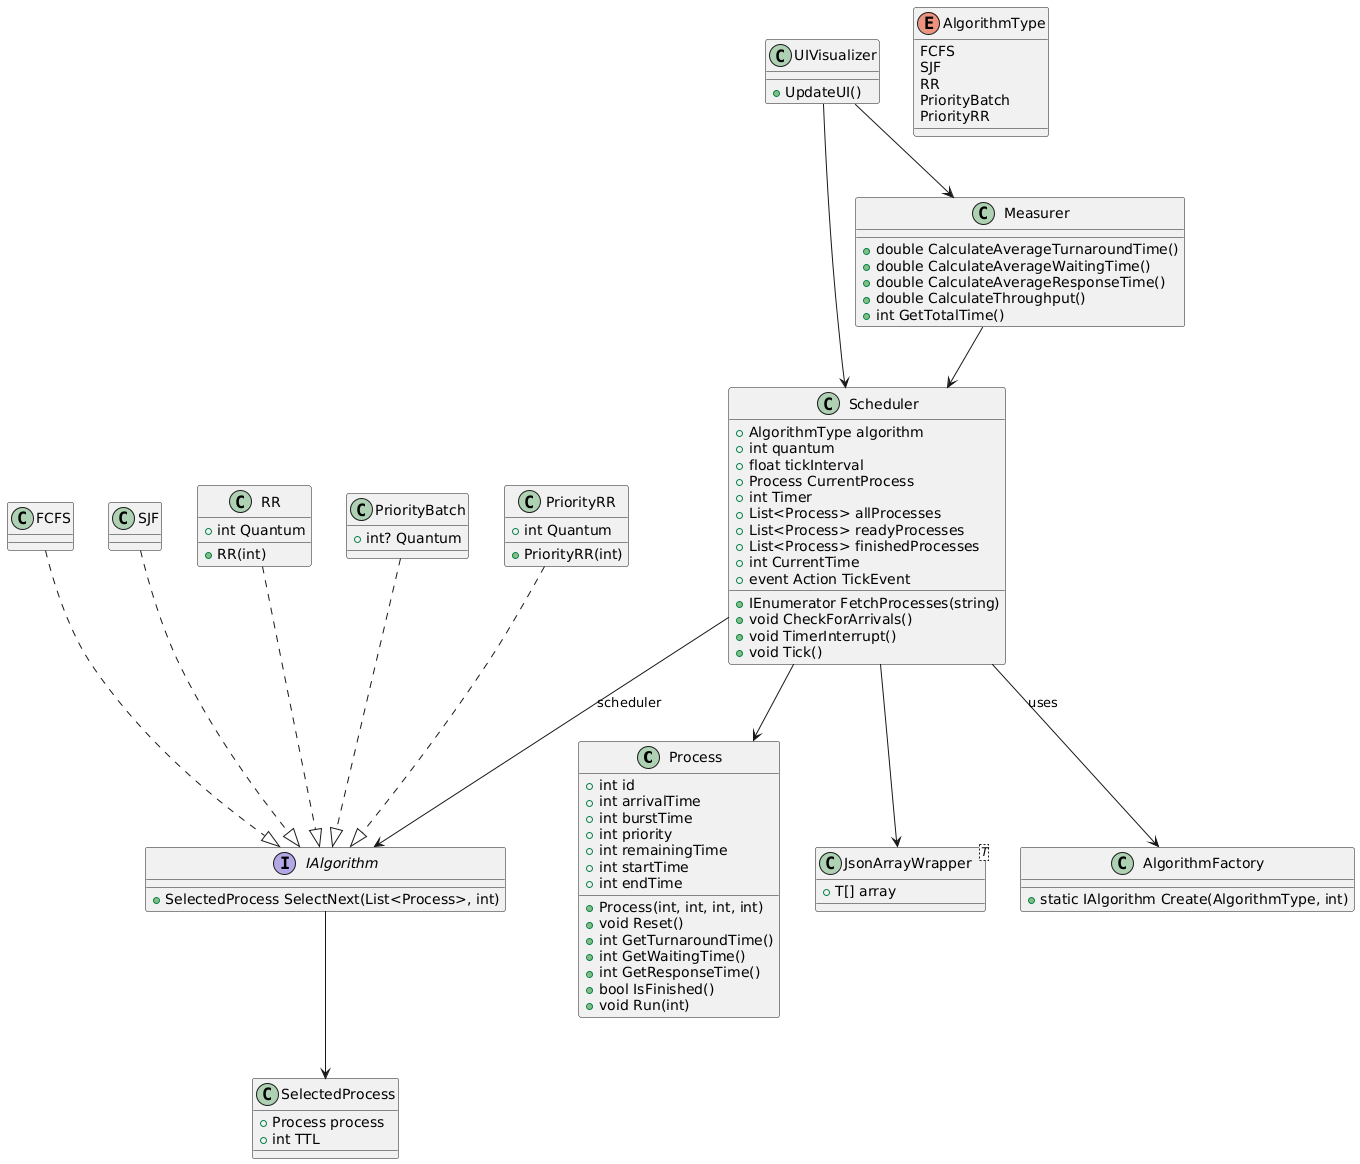 E AlgorithmType
FCFS
SJF
RR
PriorityBatch
PriorityRR
C UIVisualizer
UpdateUI()
C Measurer
double CalculateAverageTurnaroundTime()
double CalculateAverageWaitingTime()
double CalculateAverageResponseTime()
double CalculateThroughput()
int GetTotalTime()
C Scheduler
AlgorithmType algorithm
int quantum
float tickInterval
Process CurrentProcess
int Timer
List<Process> allProcesses
List<Process> readyProcesses
List<Process> finishedProcesses
int CurrentTime
event Action TickEvent
IEnumerator FetchProcesses(string)
void CheckForArrivals()
void TimerInterrupt()
void Tick()
C FCFS
C SJF
C RR
int Quantum
RR(int)
C PriorityBatch
int? Quantum
C PriorityRR
int Quantum
PriorityRR(int)
scheduler
uses
I IAlgorithm
SelectedProcess SelectNext(List<Process>, int)
C Process
int id
int arrivalTime
int burstTime
int priority
int remainingTime
int startTime
int endTime
Process(int, int, int, int)
void Reset()
int GetTurnaroundTime()
int GetWaitingTime()
int GetResponseTime()
bool IsFinished()
void Run(int)
C JsonArrayWrapper T
T[] array
C AlgorithmFactory
static IAlgorithm Create(AlgorithmType, int)
C SelectedProcess
Process process
int TTL